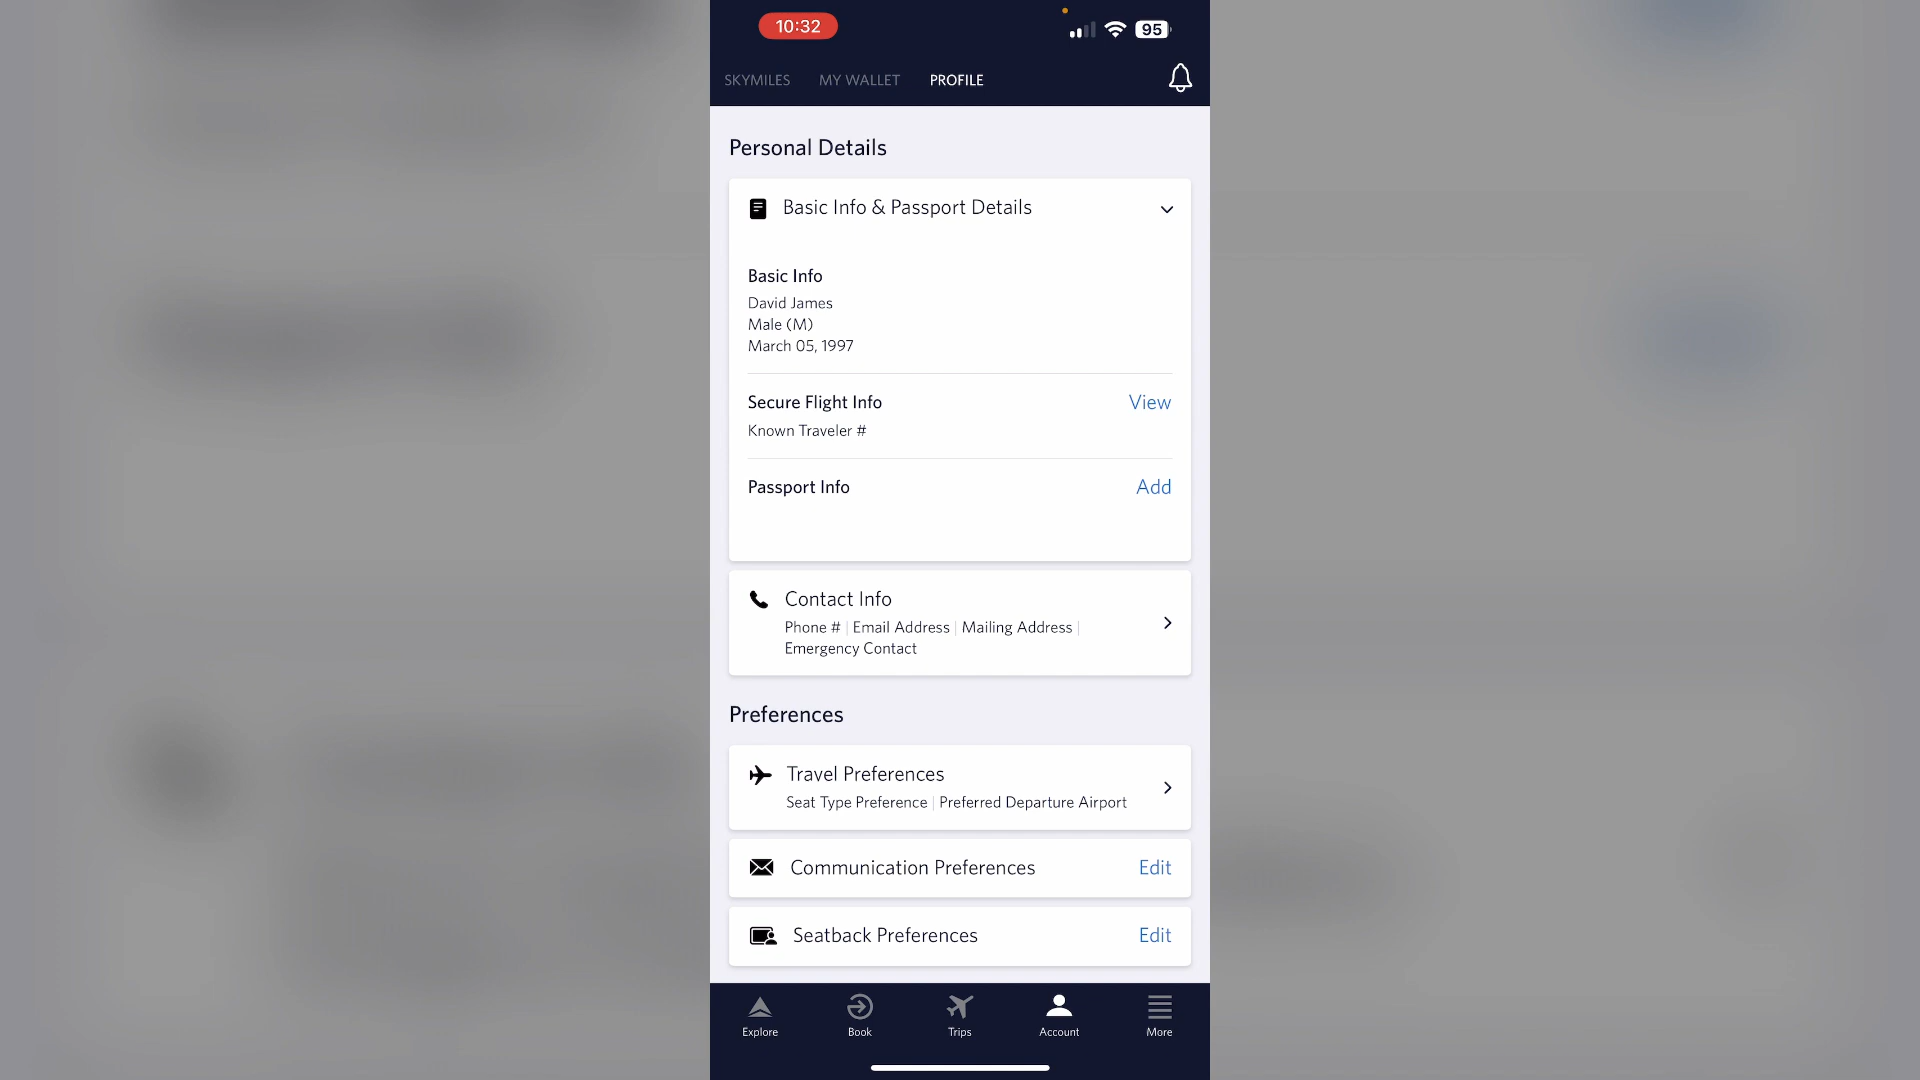 10:32
95
SKYMILES MY WALLET PROFILE
Personal Details
Basic Info & Passport Details
Basic Info
David James
Male (M)
March 05, 1997
Secure Flight Info View
Known Traveler #
Passport Info Add
Contact Info
Phone # | Email Address | Mailing Address |
Emergency Contact
Preferences
Travel Preferences
Seat Type Preference | Preferred Departure Airport
Communication Preferences Edit
Seatback Preferences Edit
Explore Book Trips Account More